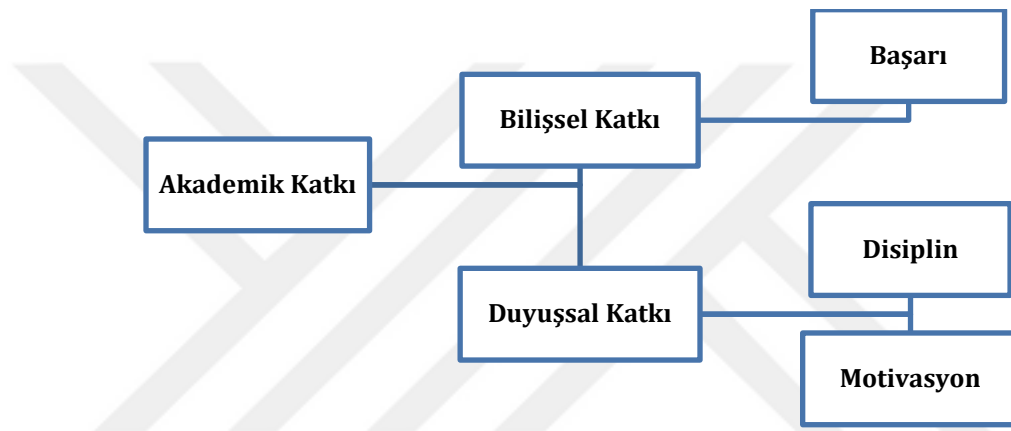 Başarı
Bilişsel Katkı
Akademik Katkı
Disiplin
Duyuşsal Katkı
Motivasyon